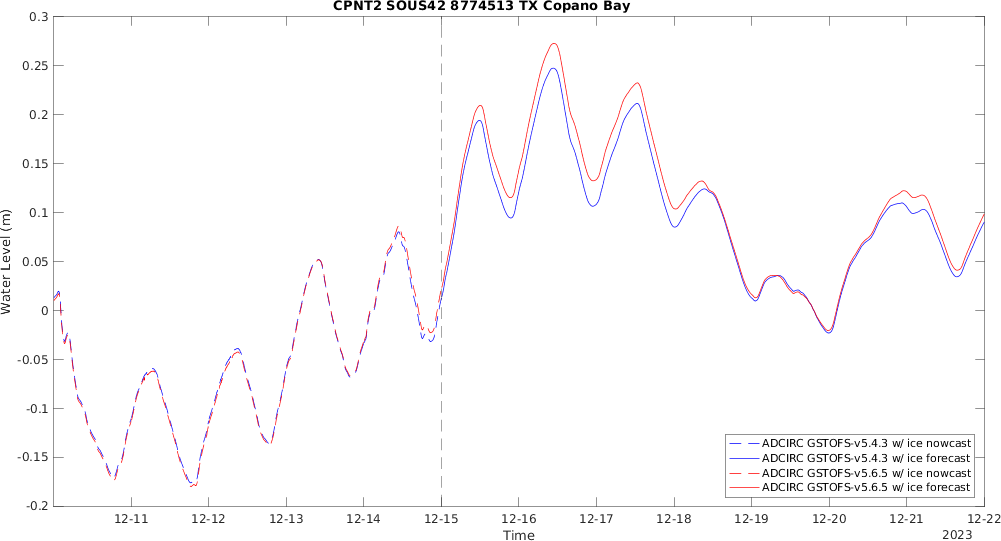 CPNT2 SOUS42 8774513 TX Copano Bay
0.3
0.25
0.2
0.15
0.1
0.05
0
-0.05
-0.1
-0.15
-0.2
Water Level (m)
12-11 12-12 12-13 12-14 12-15 12-16 12-17 12-18 12-19 12-20 12-21 12-22
Time
2023
ADCIRC GSTOFS-v5.4.3 w/ ice nowcast
ADCIRC GSTOFS-v5.4.3 w/ ice forecast
ADCIRC GSTOFS-v5.6.5 w/ ice nowcast
ADCIRC GSTOFS-v5.6.5 w/ ice forecast